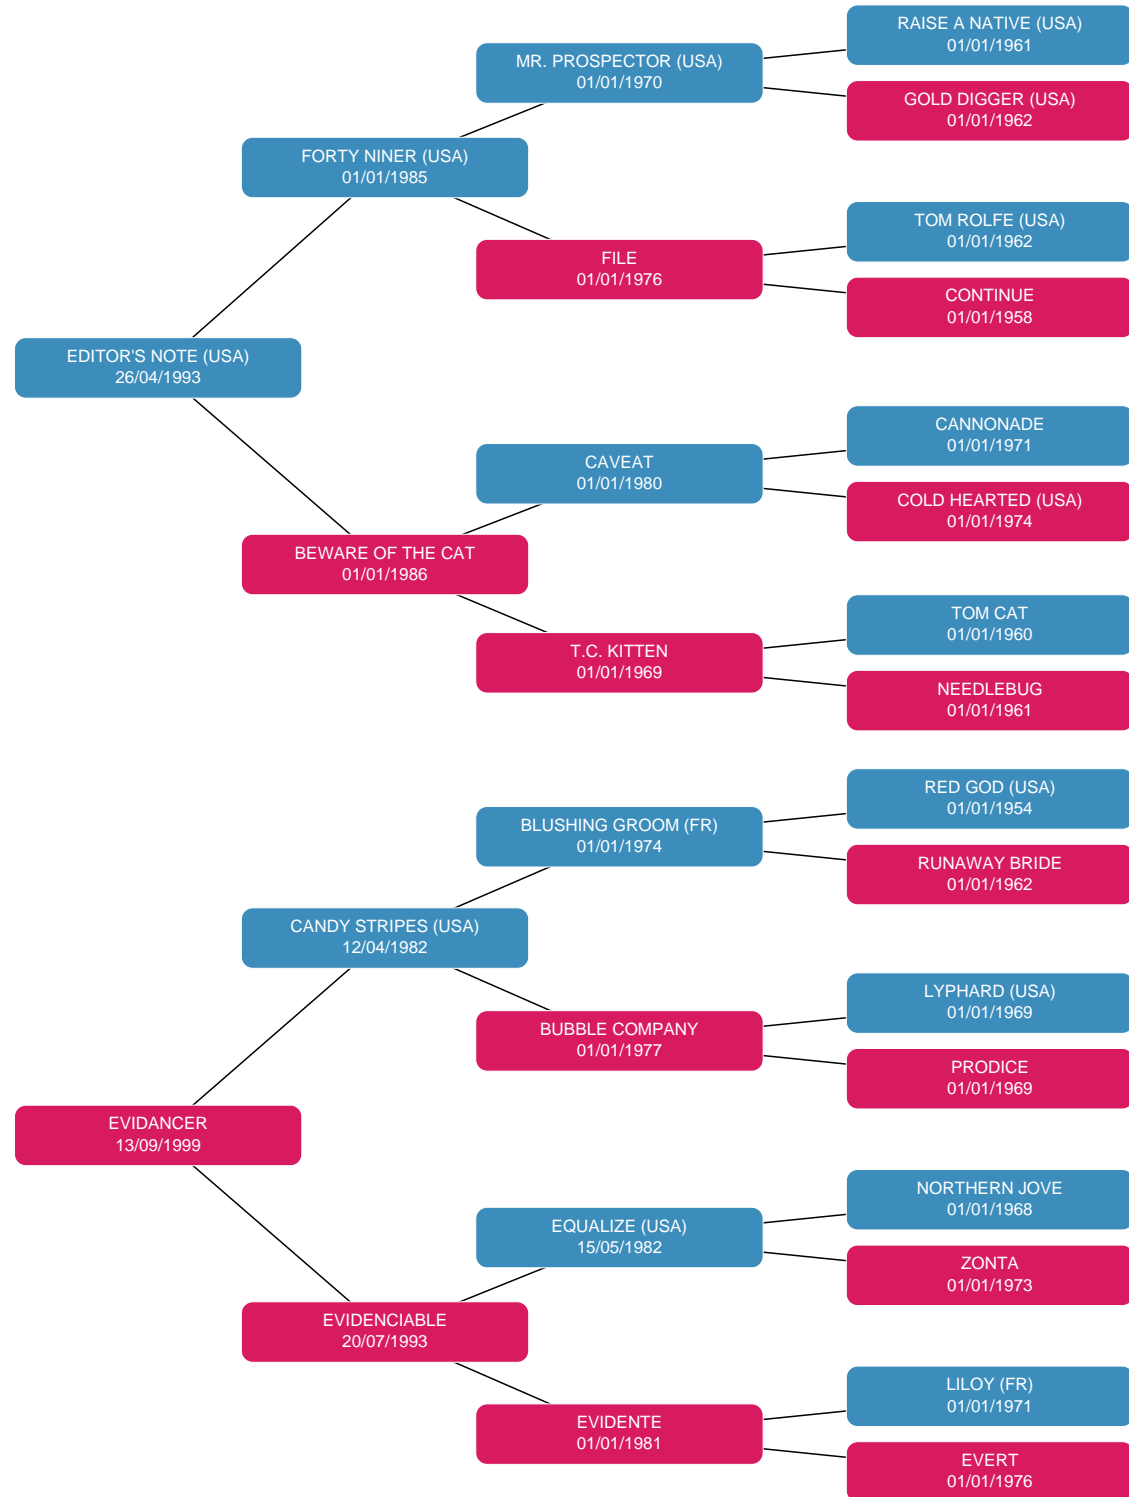 RAISE A NATIVE (USA)
01/01/1961
MR. PROSPECTOR (USA)
01/01/1970
GOLD DIGGER (USA)
01/01/1962
FORTY NINER (USA)
01/01/1985
TOM ROLFE (USA)
01/01/1962
FILE
01/01/1976
CONTINUE
01/01/1958
EDITOR'S NOTE (USA)
26/04/1993
CANNONADE
01/01/1971
CAVEAT
01/01/1980
COLD HEARTED (USA)
01/01/1974
BEWARE OF THE CAT
01/01/1986
TOM CAT
01/01/1960
T.C. KITTEN
01/01/1969
NEEDLEBUG
01/01/1961
RED GOD (USA)
01/01/1954
BLUSHING GROOM (FR)
01/01/1974
RUNAWAY BRIDE
01/01/1962
CANDY STRIPES (USA)
12/04/1982
LYPHARD (USA)
01/01/1969
BUBBLE COMPANY
01/01/1977
PRODICE
01/01/1969
EVIDANCER
13/09/1999
NORTHERN JOVE
01/01/1968
EQUALIZE (USA)
15/05/1982
ZONTA
01/01/1973
EVIDENCIABLE
20/07/1993
LILOY (FR)
01/01/1971
EVIDENTE
01/01/1981
EVERT
01/01/1976